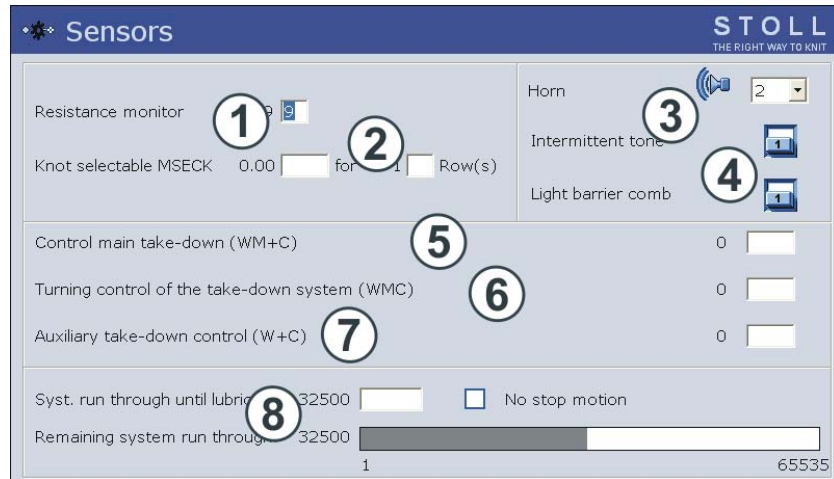 Sensors
STOLL
THE RIGHT WAY TO KNIT
Resistance monitor 1 9 9
Knot selectable MSECK 0.00 for 2 1 Row(s)
Horn 3 2
Intermittent tone 1
Light barrier comb 4 1
Control main take-down (WM+C) 5 0
Turning control of the take-down system (WMC) 6 0
Auxiliary take-down control (W+C) 7 0
Syst. run through until 8 32500 No stop motion
Remaining system run 32500
1 65535